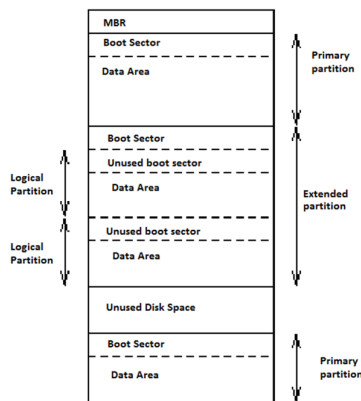 MBR
Boot Sector
Data Area
Primary
partition
Boot Sector
Unused boot sector
Data Area
Logical
Partition
Extended
partition
Unused boot sector
Data Area
Logical
Partition
Unused Disk Space
Boot Sector
Data Area
Primary
partition